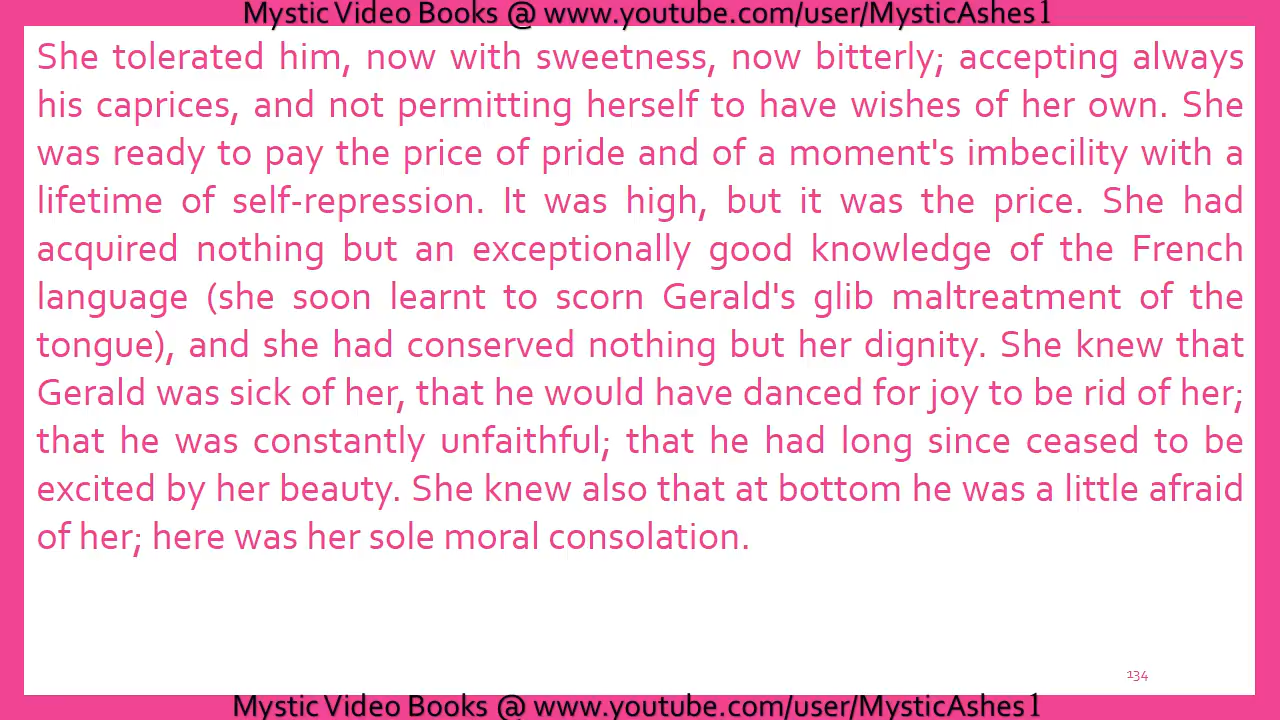 Mystic Video Books @ www.youtube.com/user/MysticAshes1
She tolerated him, now with sweetness, now bitterly; accepting always
his caprices, and not permitting herself to have wishes of her own. She
was ready to pay the price of pride and of a moment's imbecility with a
lifetime of self-repression. It was high, but it was the price. She had
acquired nothing but an exceptionally good knowledge of the French
language (she soon learnt to scorn Gerald's glib maltreatment of the
tongue), and she had conserved nothing but her dignity. She knew that
Gerald was sick of her, that he would have danced for joy to be rid of her;
that he was constantly unfaithful; that he had long since ceased to be
excited by her beauty. She knew also that at bottom he was a little afraid
of her; here was her sole moral consolation.
134
Mystic Video Books @ www.youtube.com/user/MysticAshes1